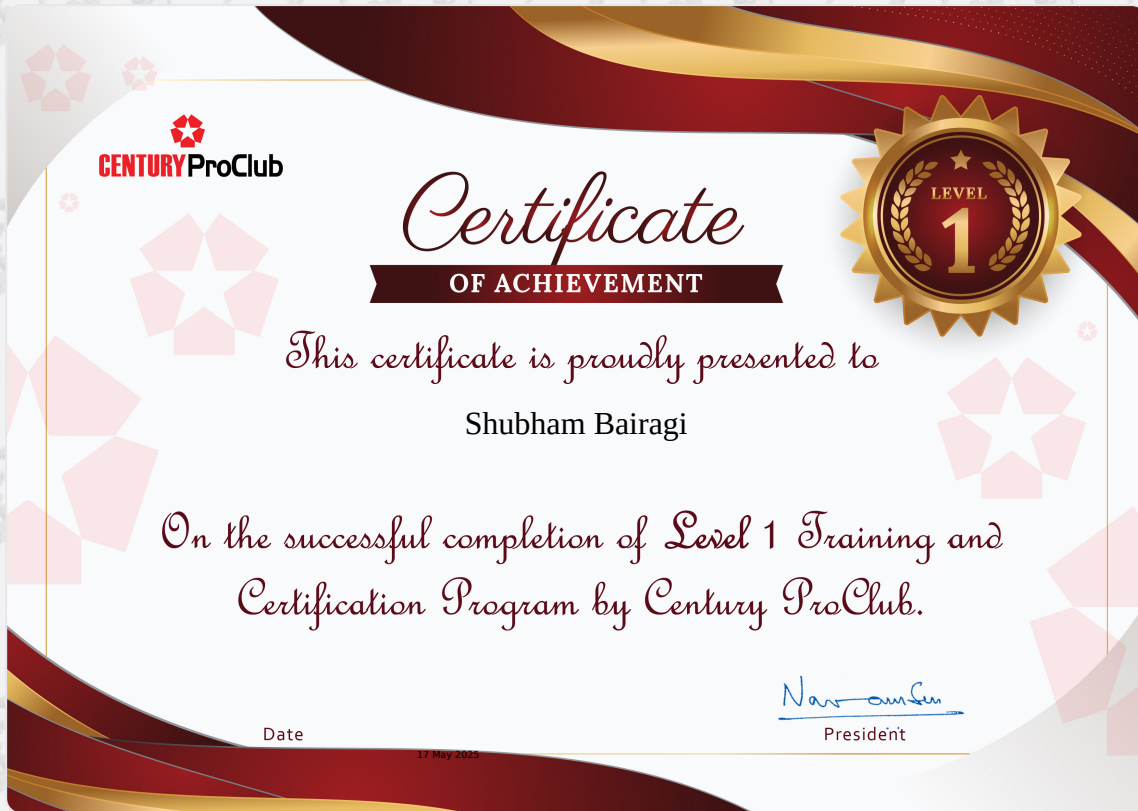 CENTURY ProClub
LEVEL
1
Certificate
OF ACHIEVEMENT
This certificate is proudly presented to
Shubham Bairagi
On the successful completion of Level 1 Training and
Certification Program by Century ProClub.
Date
President
17 May 2025